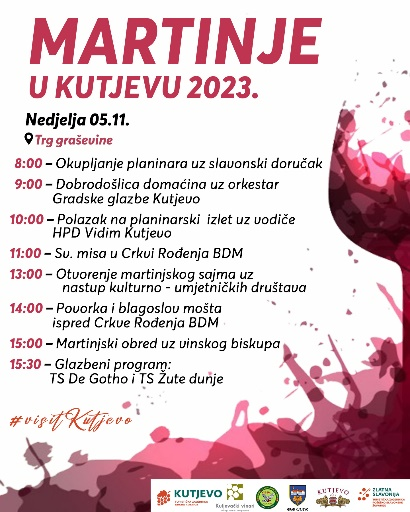 MARTINJE
U KUTJEVU 2023.
Nedjelja 05.11.
Trg graševine
8:00 – Okupljanje planinara uz slavonski doručak
9:00 – Dobrodošlica domaćina uz orkestar
Gradske glazbe Kutjevo
10:00 – Polazak na planinarski izlet uz vodiče
HPD Vidim Kutjevo
11:00 – Sv. misa u Crkvi Rođenja BDM
13:00 – Otvorenje martinjskog sajma uz
nastup kulturno - umjetničkih društava
14:00 – Povorka i blagoslov mošta
ispred Crkve Rođenja BDM
15:00 – Martinjski obred uz vinskog biskupa
15:30 – Glazbeni program:
TS De Gotho i TS Žute dunje
#visitKutjevo
KUTJEVO
Kutjevački vinari
KUTJEVO
ZLATNA
SLAVONIJA